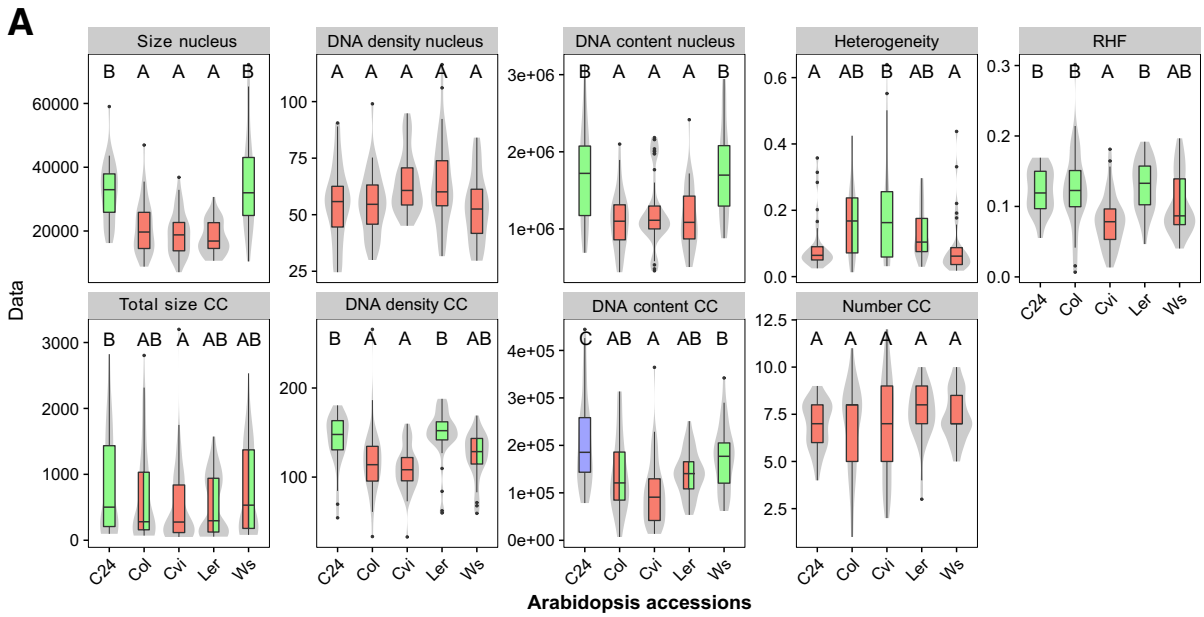 A
Size nucleus
DNA density nucleus
DNA content nucleus
Heterogeneity
RHF
B A A A B
A A A A A
B A A A B
A AB B AB A
B B A B AB
60000
40000
20000
100
75
50
25
3e+06
2e+06
1e+06
0.6
0.4
0.2
0.0
0.3
0.2
0.1
0.0
C24 Col Cvi Ler Ws
Data
Total size CC
DNA density CC
DNA content CC
Number CC
B AB A AB AB
B A A B AB
C AB A AB B
A A A A A
3000
2000
1000
0
200
100
4e+05
3e+05
2e+05
1e+05
0e+00
12.5
10.0
7.5
5.0
2.5
C24 Col Cvi Ler Ws
C24 Col Cvi Ler Ws
C24 Col Cvi Ler Ws
C24 Col Cvi Ler Ws
Arabidopsis accessions